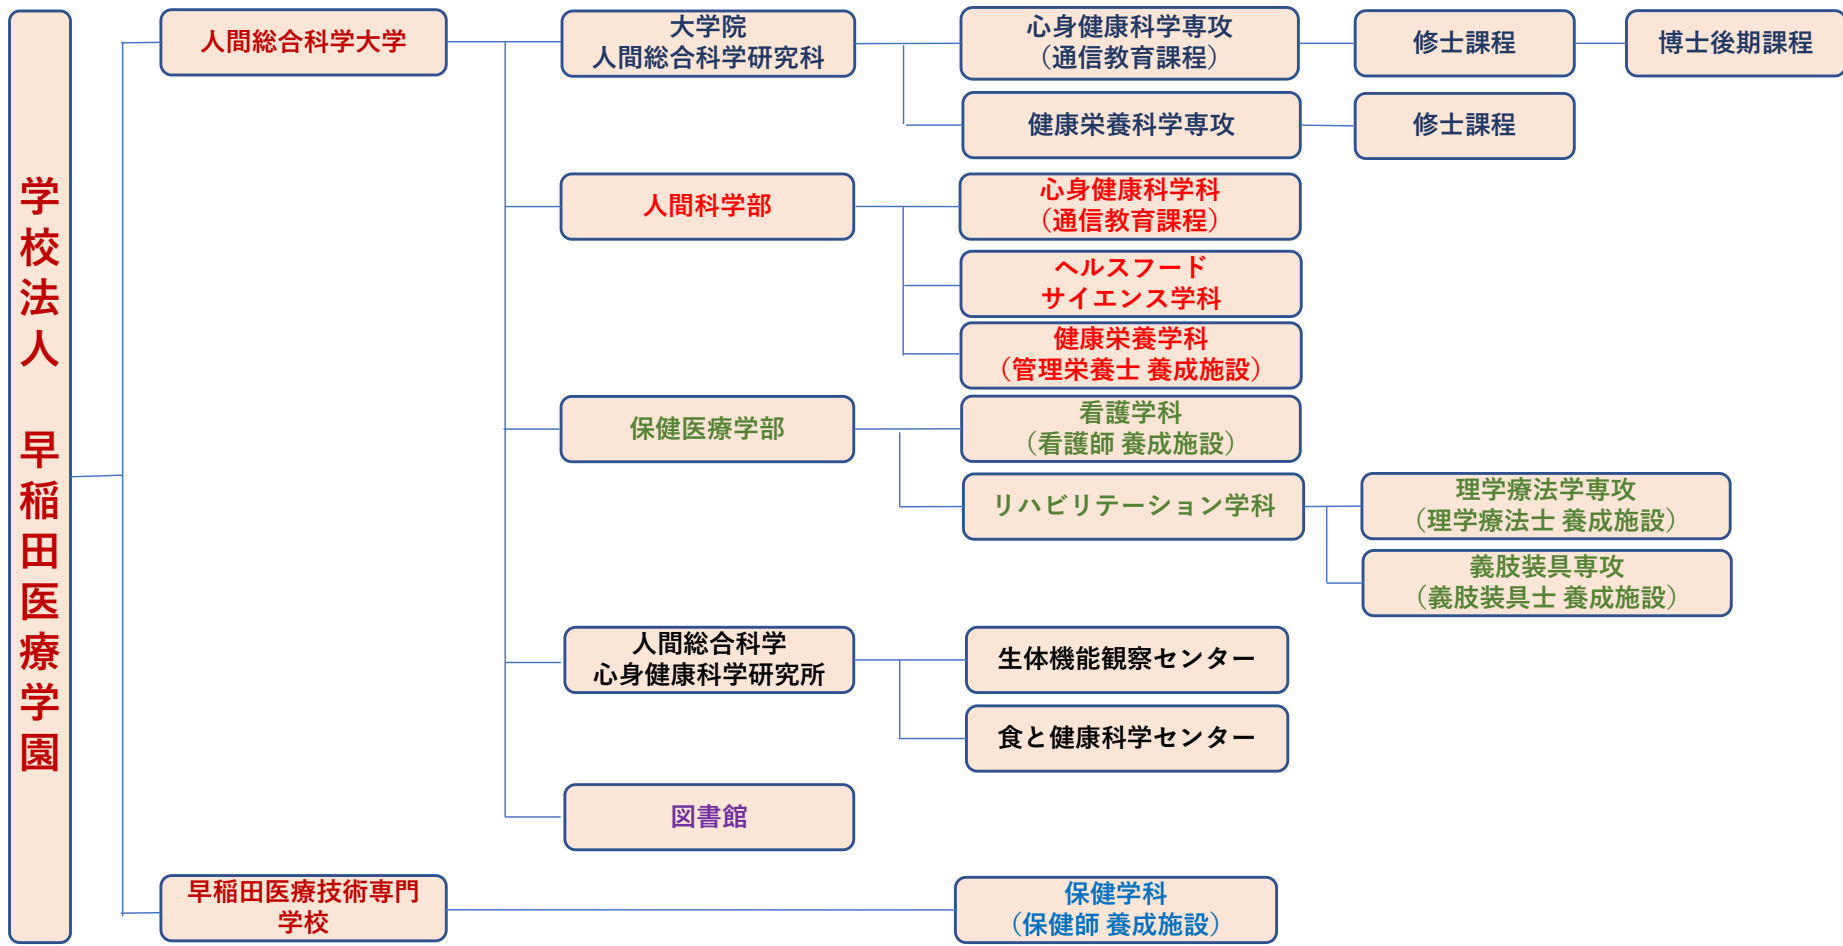 学校法人　早稲田医療学園
人間総合科学大学
大学院
人間総合科学研究科
心身健康科学専攻
（通信教育課程）
修士課程
博士後期課程
健康栄養科学専攻
修士課程
人間科学部
心身健康科学科
（通信教育課程）
ヘルスフード
サイエンス学科
健康栄養学科
（管理栄養士 養成施設）
保健医療学部
看護学科
（看護師 養成施設）
リハビリテーション学科
理学療法学専攻
（理学療法士 養成施設）
義肢装具専攻
（義肢装具士 養成施設）
人間総合科学
心身健康科学研究所
生体機能観察センター
食と健康科学センター
図書館
早稲田医療技術専門
学校
保健学科
（保健師 養成施設）